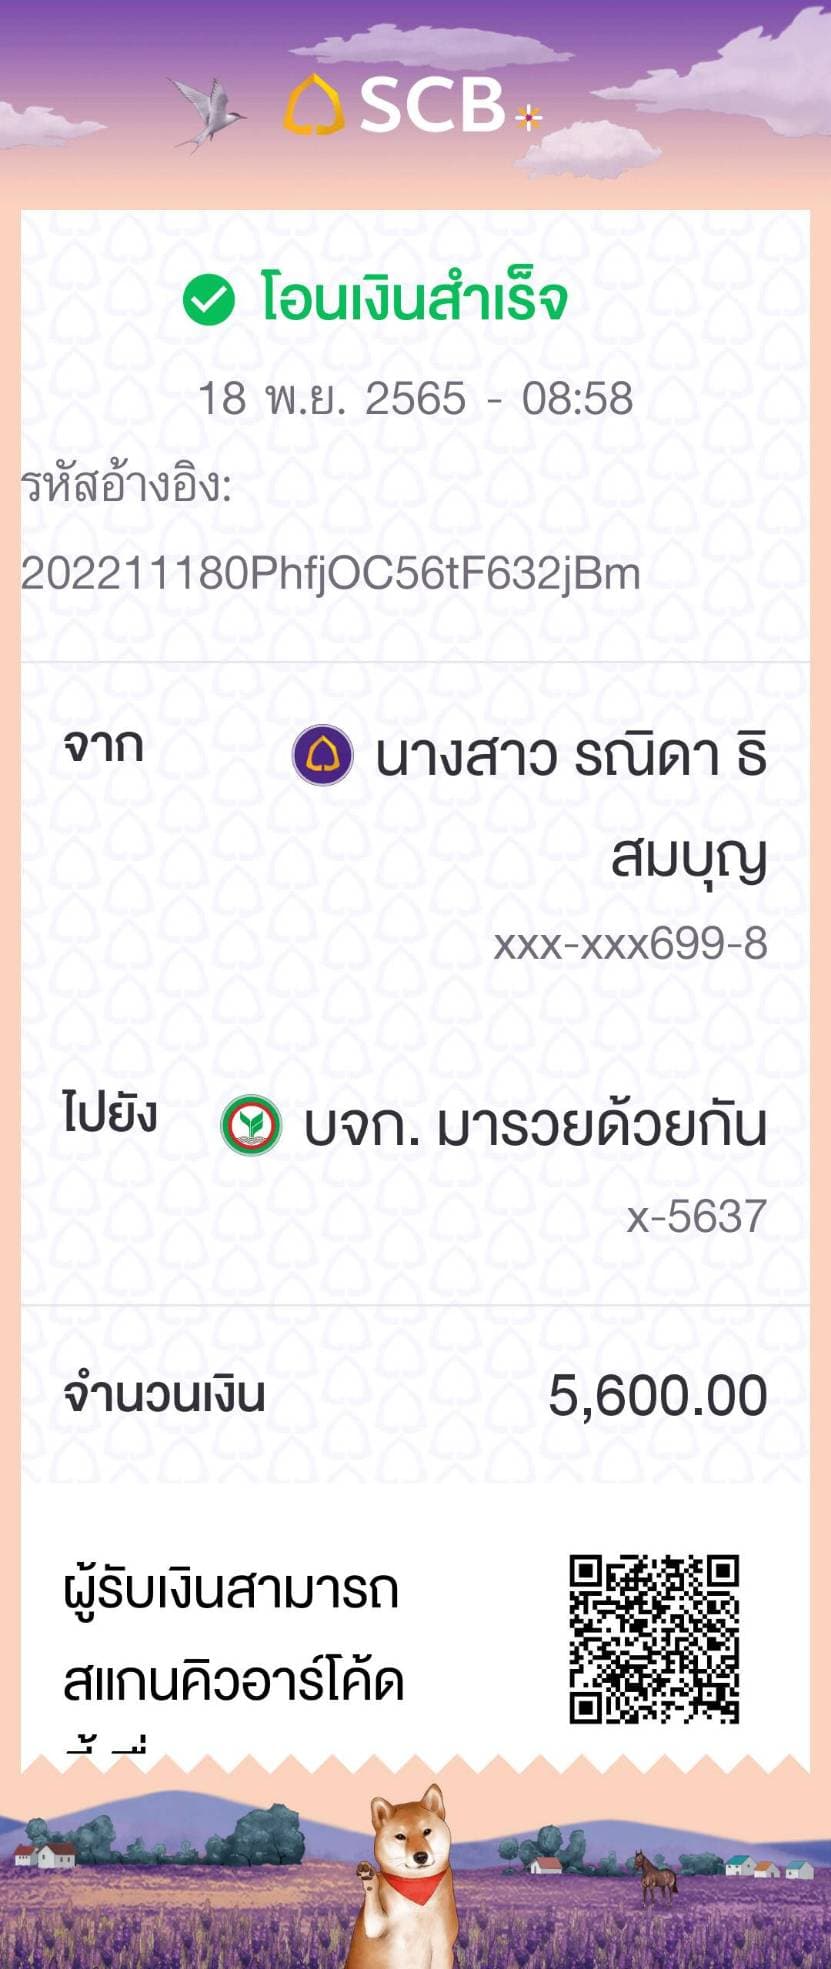 SCB
โอนเงินสำเร็จ
18 พ.ย. 2565 - 08:58
รหัสอ้างอิง:
202211180PhfjOC56tF632jBm
จาก
นางสาว รณิดา ธิ
สมบุญ
xxx-xxx699-8
ไปยัง
บจก. มารวยด้วยกัน
x-5637
จำนวนเงิน
5,600.00
ผู้รับเงินสามารถ
สแกนคิวอาร์โค้ด